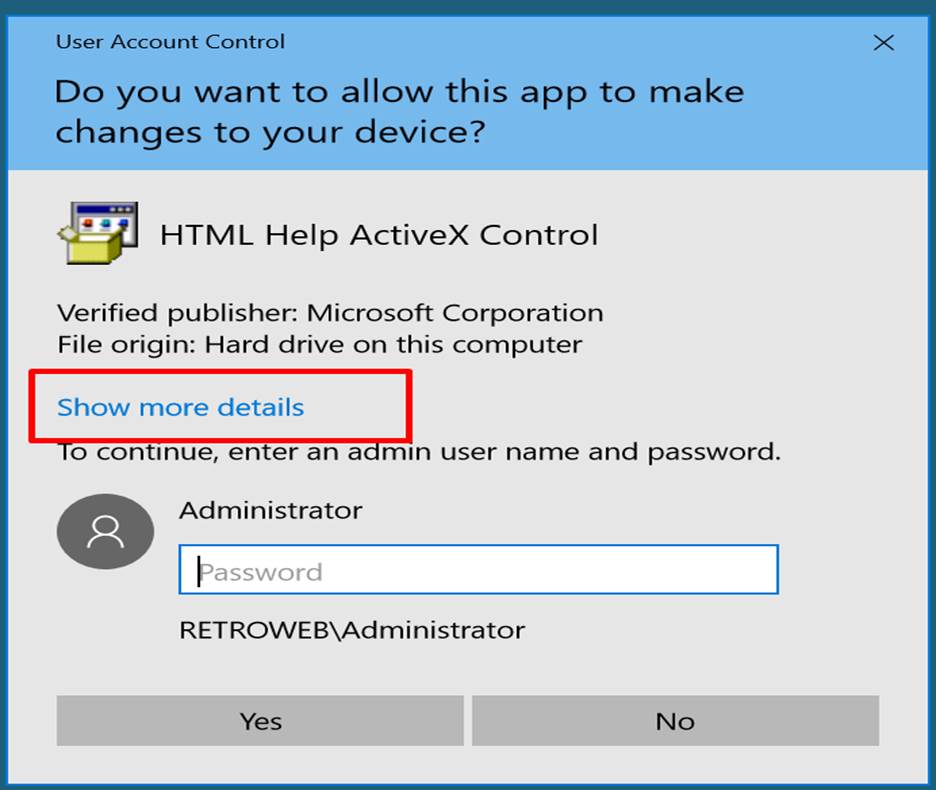 User Account Control
Do you want to allow this app to make
changes to your device?
HTML Help ActiveX Control
Verified publisher: Microsoft Corporation
File origin: Hard drive on this computer
Show more details
To continue, enter an admin user name and password.
Administrator
Password
RETROWEB\Administrator
Yes
No